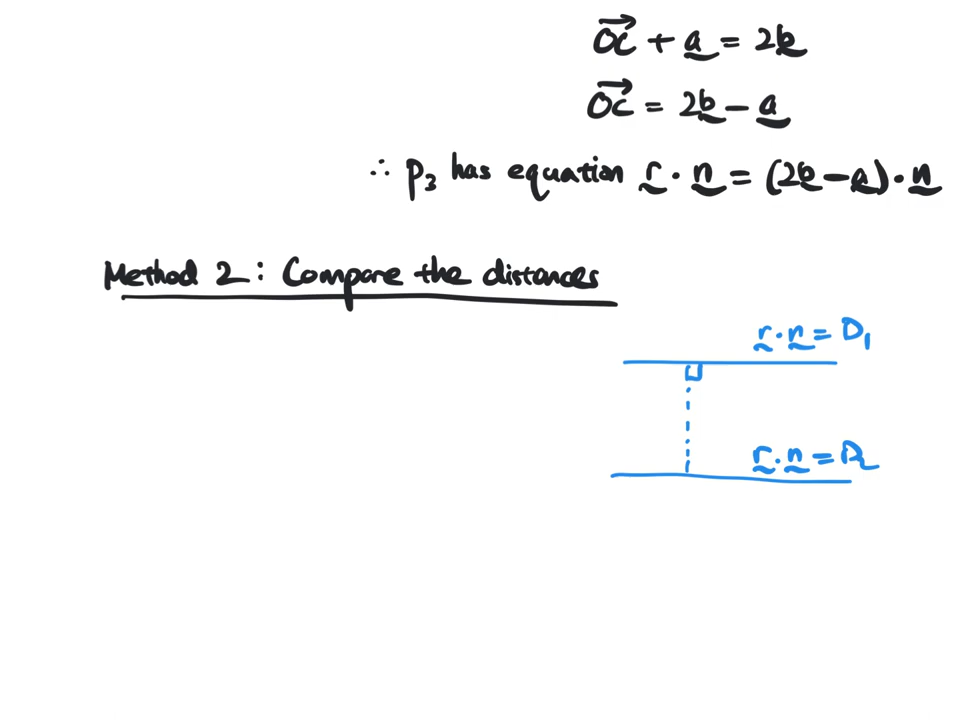 OC⃗ + a = 2b
OC⃗ = 2b − a
∴ p₃ has equation r · n = (2b − a) · n
Method 2 : Compare the distances
r · n = D₁
r · n = D₂